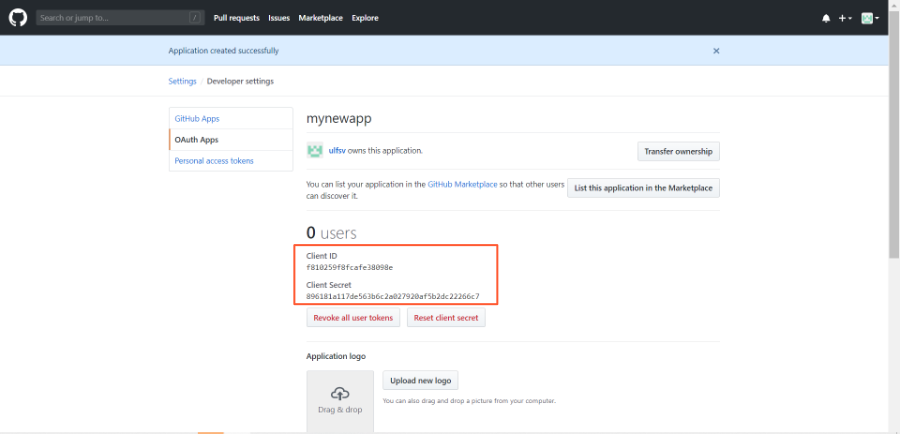 Search or jump to... /
Pull requests Issues Marketplace Explore
Application created successfully
Settings / Developer settings
GitHub Apps
OAuth Apps
Personal access tokens
mynewapp
ulfsv owns this application.
Transfer ownership
You can list your application in the GitHub Marketplace so that other users
can discover it.
List this application in the Marketplace
0 users
Client ID
f810259f8fcafe38098e
Client Secret
896181a117de563b6c2a027920af5b2dc22266c7
Revoke all user tokens Reset client secret
Application logo
Drag & drop
Upload new logo
You can also drag and drop a picture from your computer.